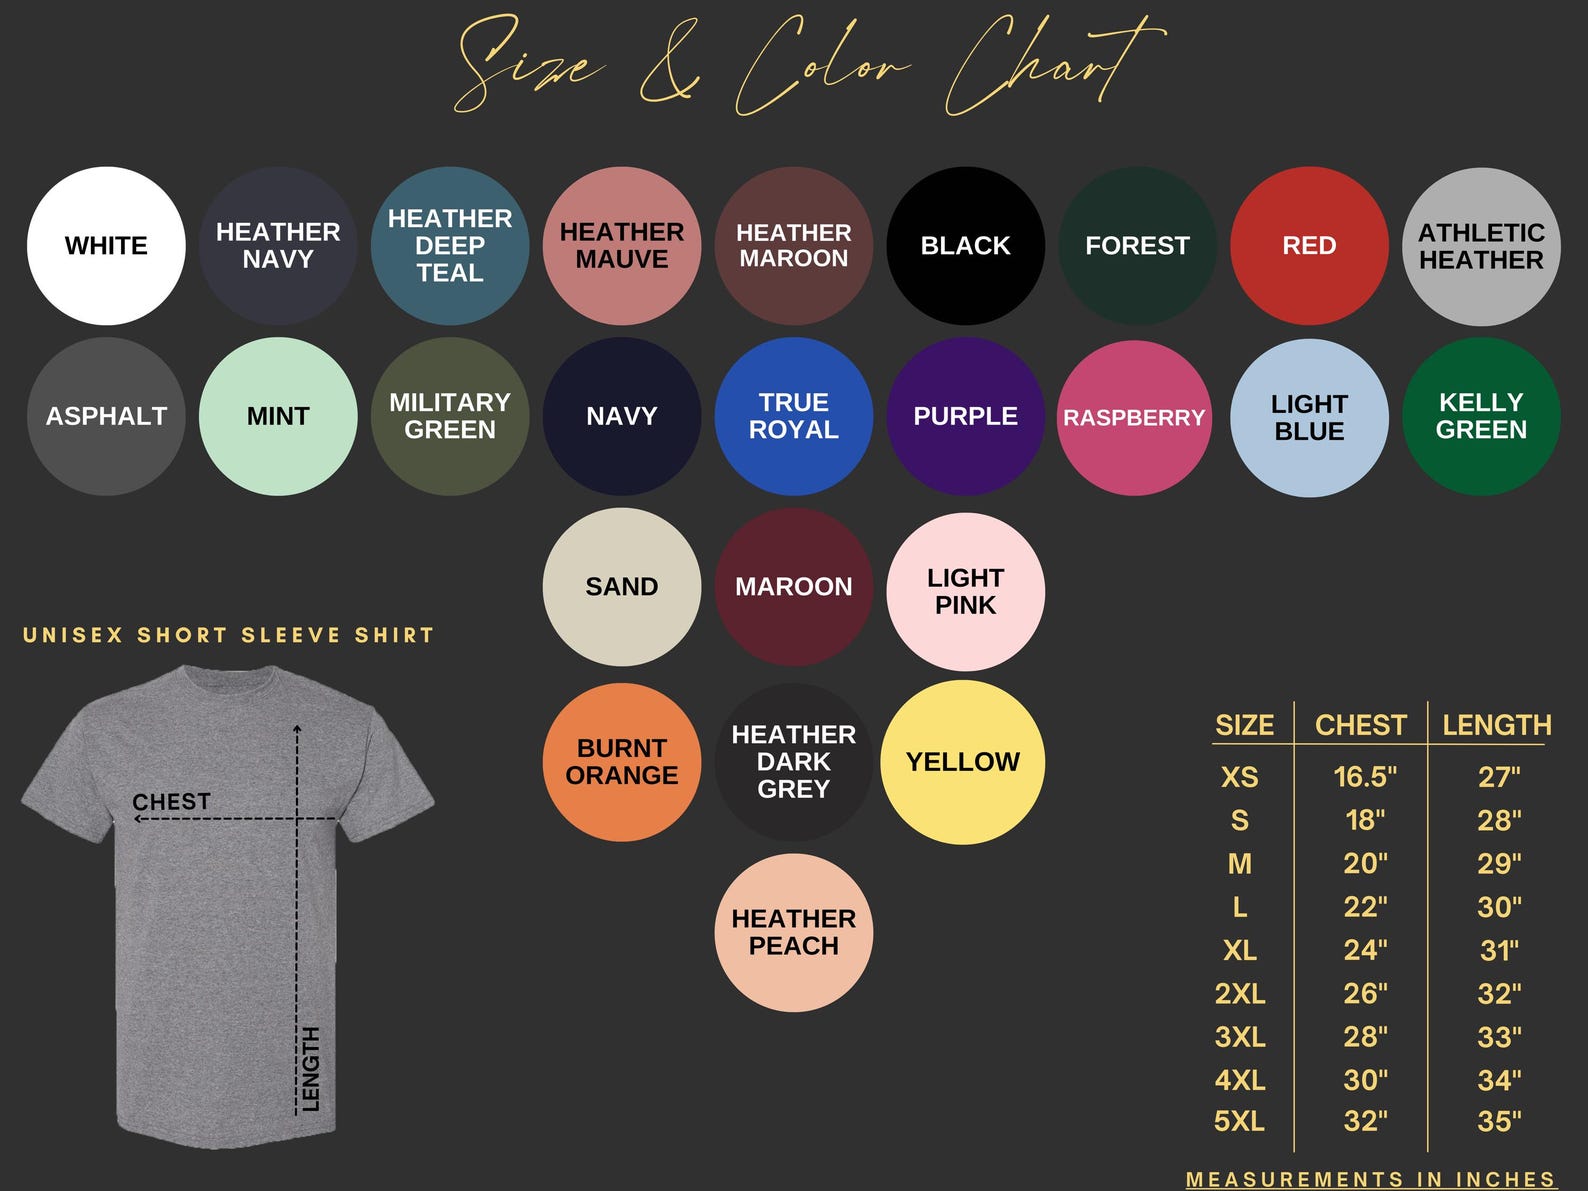 Size & Color Chart
WHITE
HEATHER
NAVY
HEATHER
DEEP
TEAL
HEATHER
MAUVE
HEATHER
MAROON
BLACK
FOREST
RED
ATHLETIC
HEATHER
ASPHALT
MINT
MILITARY
GREEN
NAVY
TRUE
ROYAL
PURPLE
RASPBERRY
LIGHT
BLUE
KELLY
GREEN
SAND
MAROON
LIGHT
PINK
BURNT
ORANGE
HEATHER
DARK
GREY
YELLOW
HEATHER
PEACH
UNISEX SHORT SLEEVE SHIRT
CHEST
LENGTH
SIZE CHEST LENGTH
XS 16.5" 27"
S 18" 28"
M 20" 29"
L 22" 30"
XL 24" 31"
2XL 26" 32"
3XL 28" 33"
4XL 30" 34"
5XL 32" 35"
MEASUREMENTS IN INCHES